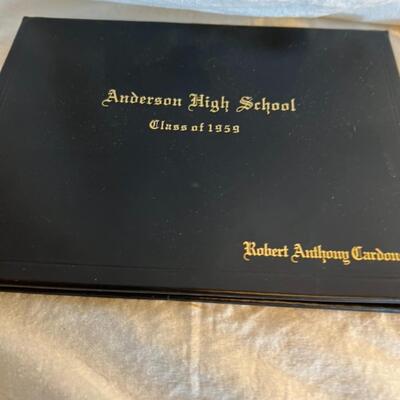 Anderson High School
Class of 1959
Robert Anthony Cardon